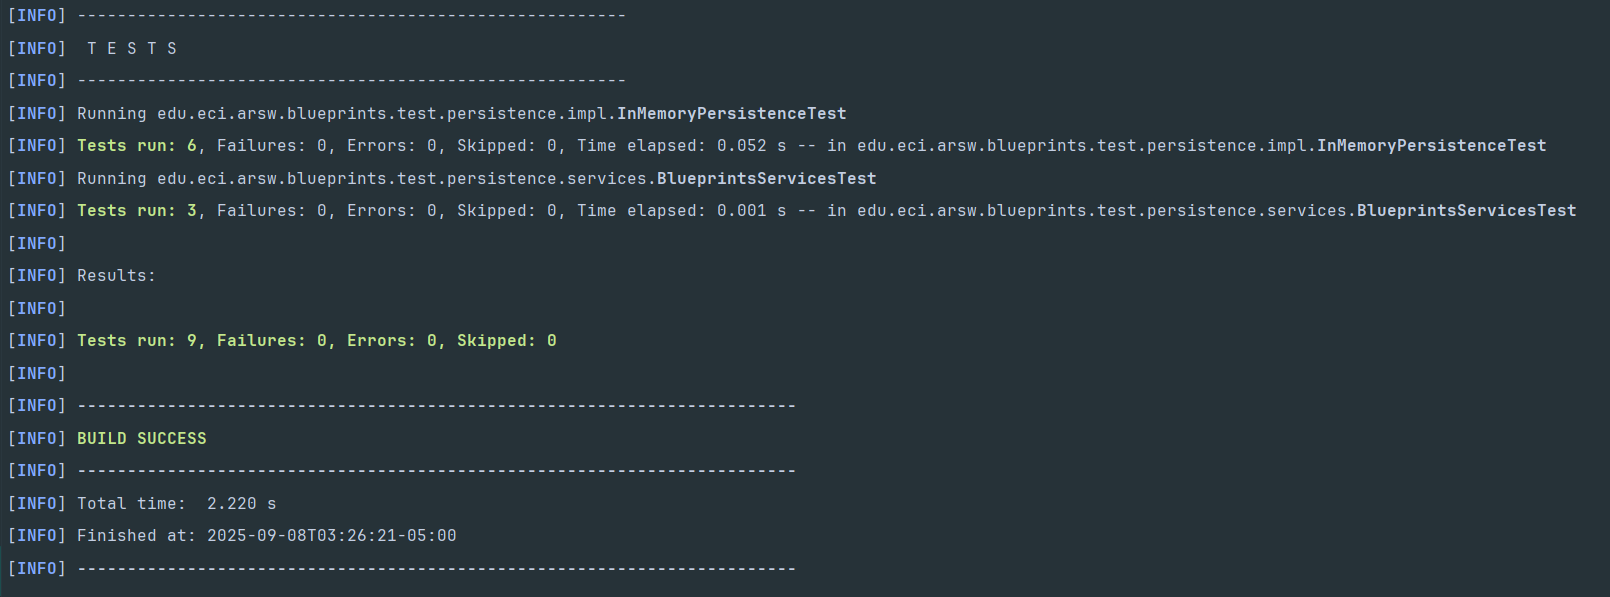 [INFO] -------------------------------------------------------
[INFO]  T E S T S
[INFO] -------------------------------------------------------
[INFO] Running edu.eci.arsw.blueprints.test.persistence.impl.InMemoryPersistenceTest
[INFO] Tests run: 6, Failures: 0, Errors: 0, Skipped: 0, Time elapsed: 0.052 s -- in edu.eci.arsw.blueprints.test.persistence.impl.InMemoryPersistenceTest
[INFO] Running edu.eci.arsw.blueprints.test.persistence.services.BlueprintsServicesTest
[INFO] Tests run: 3, Failures: 0, Errors: 0, Skipped: 0, Time elapsed: 0.001 s -- in edu.eci.arsw.blueprints.test.persistence.services.BlueprintsServicesTest
[INFO]
[INFO] Results:
[INFO]
[INFO] Tests run: 9, Failures: 0, Errors: 0, Skipped: 0
[INFO]
[INFO] ------------------------------------------------------------------------
[INFO] BUILD SUCCESS
[INFO] ------------------------------------------------------------------------
[INFO] Total time:  2.220 s
[INFO] Finished at: 2025-09-08T03:26:21-05:00
[INFO] ------------------------------------------------------------------------